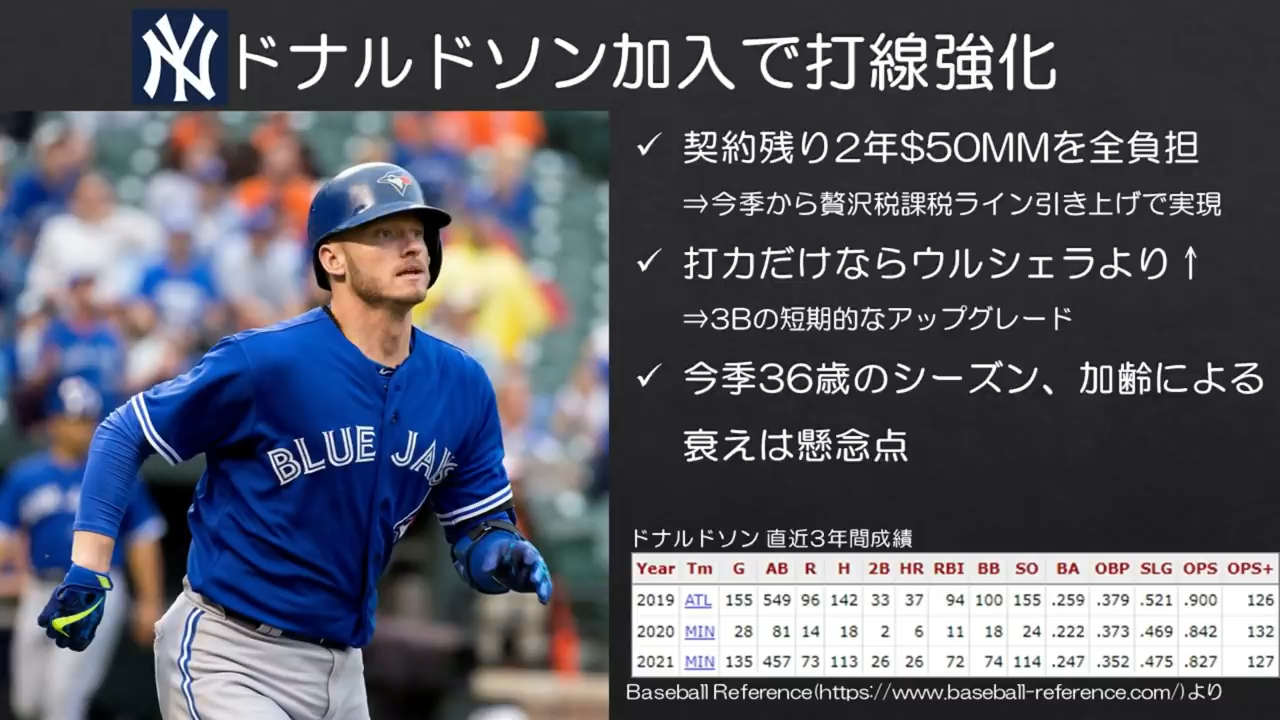 NY ドナルドソン加入で打線強化
✓ 契約残り2年$50MMを全負担
⇒今季から贅沢税課税ライン引き上げで実現
✓ 打力だけならウルシェラより↑
⇒3Bの短期的なアップグレード
✓ 今季36歳のシーズン、加齢による
衰えは懸念点
BLUE JAY
ドナルドソン 直近3年間成績
Year Tm G AB R H 2B HR RBI BB SO BA OBP SLG OPS OPS+
2019 ATL 155 549 96 142 33 37 94 100 155 .259 .379 .521 .900 126
2020 MIN 28 81 14 18 2 6 11 18 24 .222 .373 .469 .842 132
2021 MIN 135 457 73 113 26 26 72 74 114 .247 .352 .475 .827 127
Baseball Reference(https://www.baseball-reference.com/)より